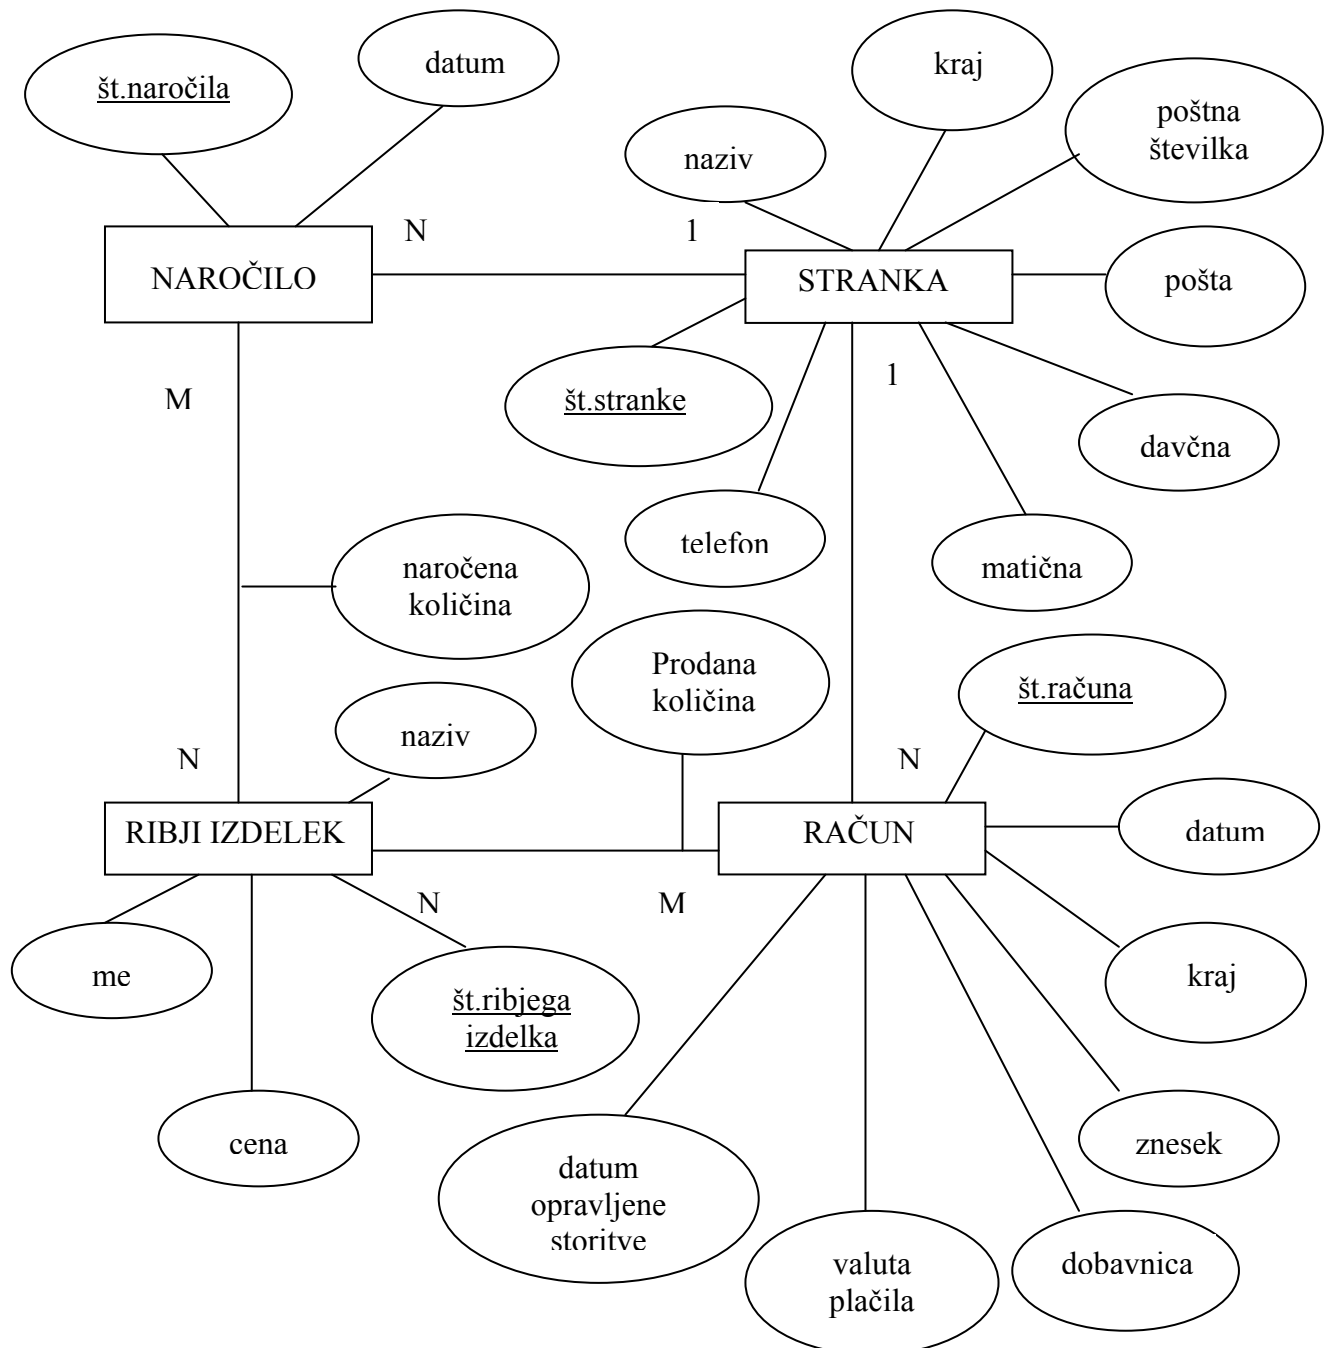 št.naročila
datum
kraj
poštna
številka
naziv
N
1
NAROČILO
STRANKA
pošta
M
1
št.stranke
davčna
telefon
matična
naročena
količina
Prodana
količina
št.računa
naziv
N
N
RIBJI IZDELEK
RAČUN
datum
N
M
me
kraj
št.ribjega
izdelka
cena
znesek
datum
opravljene
storitve
valuta
plačila
dobavnica